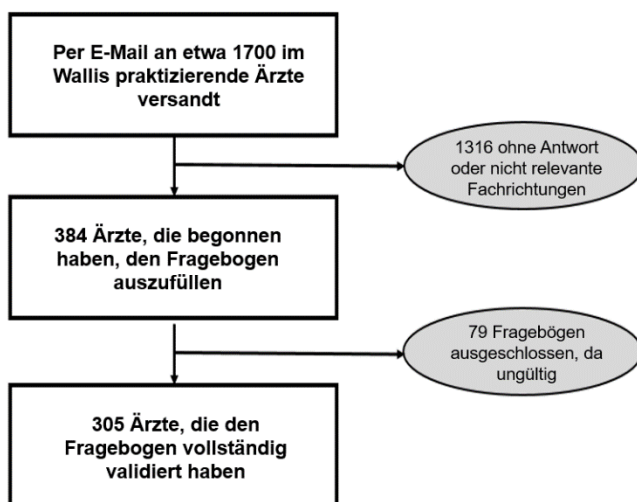 Per E-Mail an etwa 1700 im
Wallis praktizierende Ärzte
versandt
1316 ohne Antwort
oder nicht relevante
Fachrichtungen
384 Ärzte, die begonnen
haben, den Fragebogen
auszufüllen
79 Fragebögen
ausgeschlossen, da
ungültig
305 Ärzte, die den
Fragebogen vollständig
validiert haben